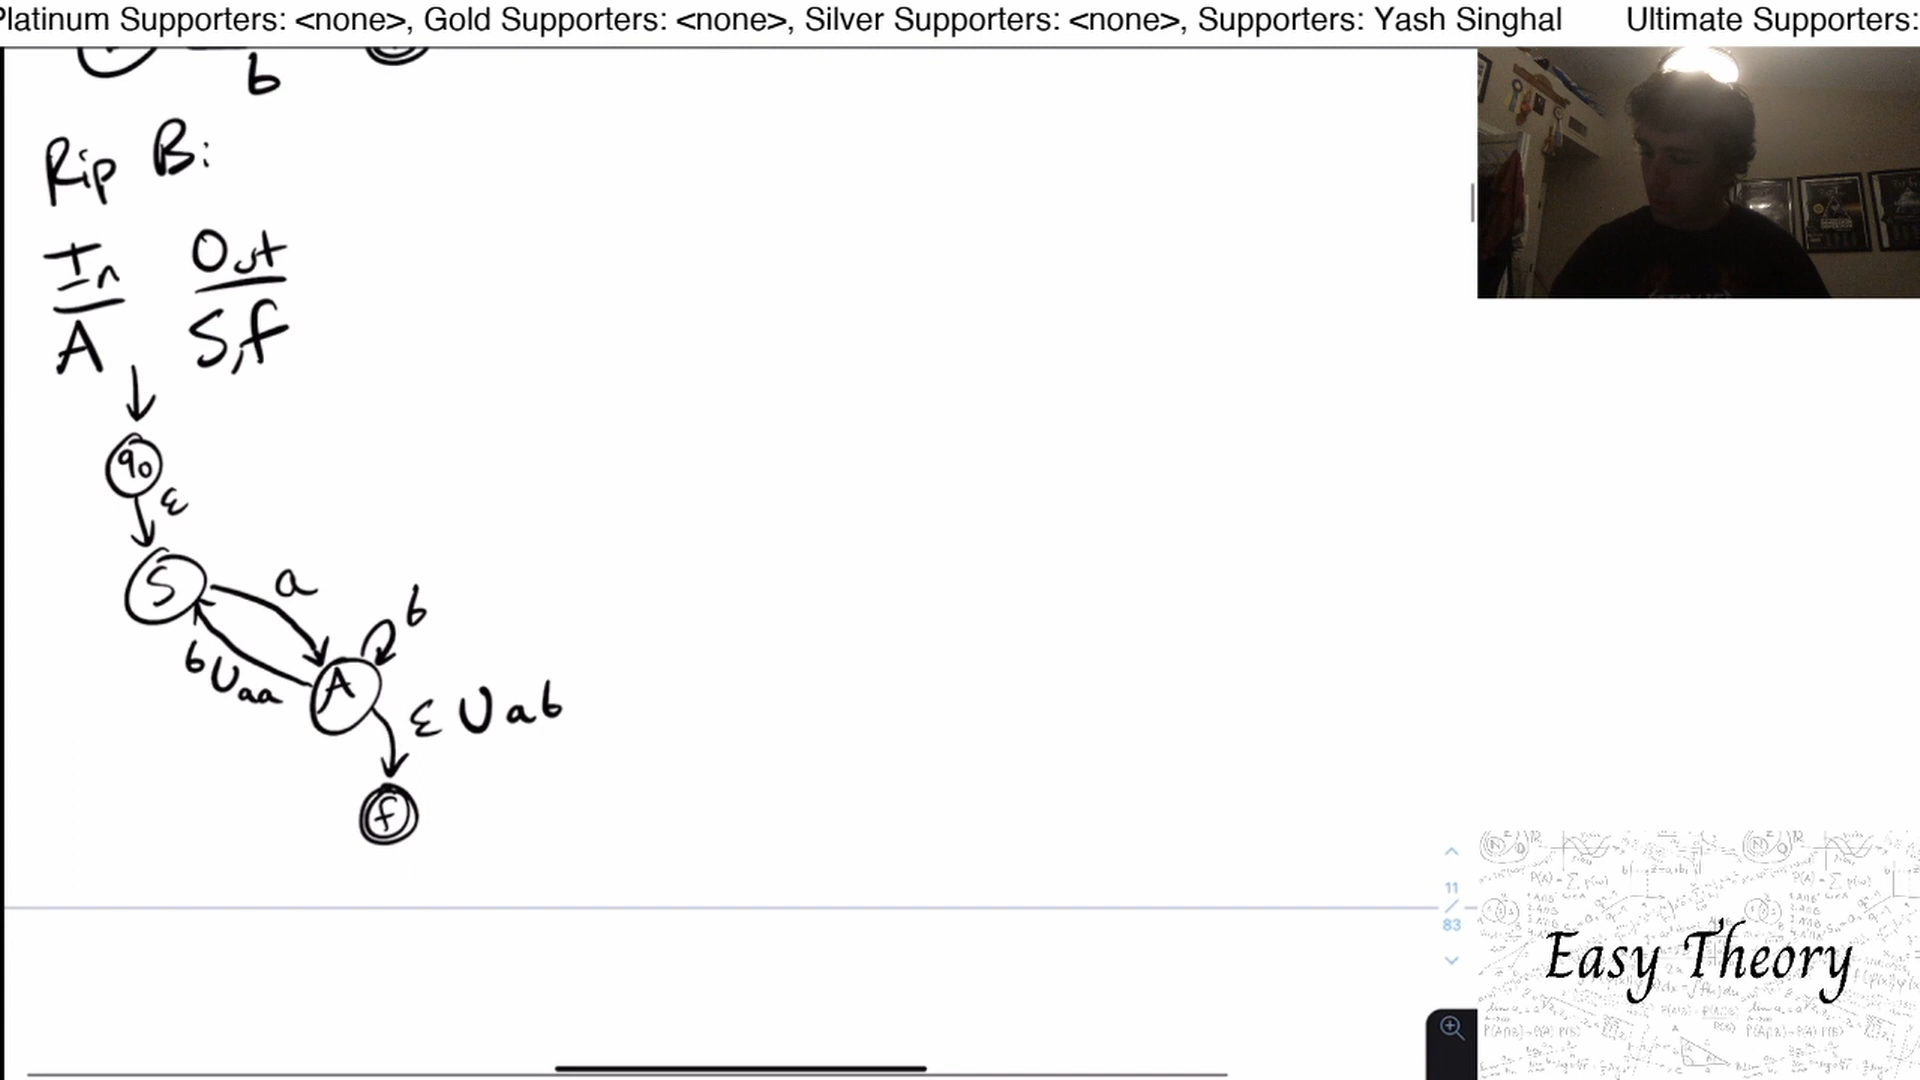 Platinum Supporters: <none>, Gold Supporters: <none>, Silver Supporters: <none>, Supporters: Yash Singhal Ultimate Supporters:
b
Rip B:
In Out
A S,f
q0
ε
S a b
b∪aa A ε∪ab
f
11
/
83
Easy Theory